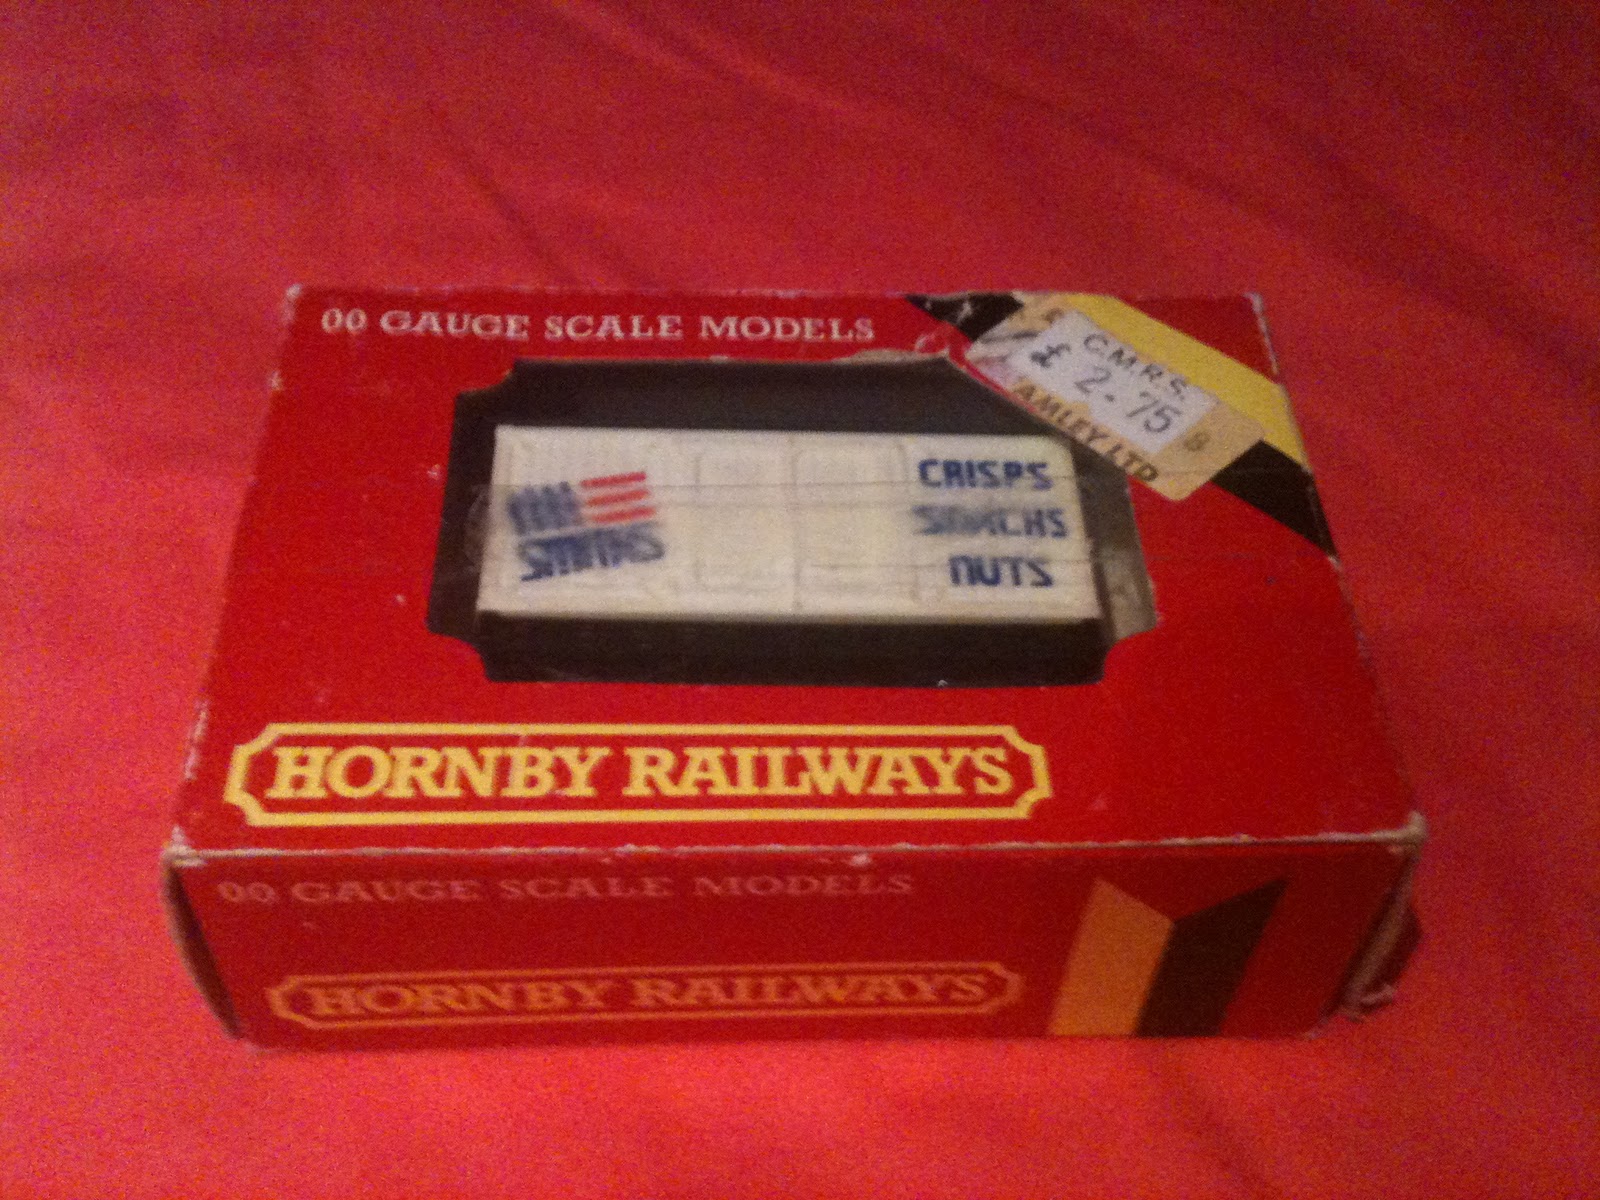 00 GAUGE SCALE MODELS
C.M.R.S.
£ 2-75
AMLEY LTD
SMITHS
CRISPS
SNACKS
NUTS
HORNBY RAILWAYS
00 GAUGE SCALE MODELS
HORNBY RAILWAYS